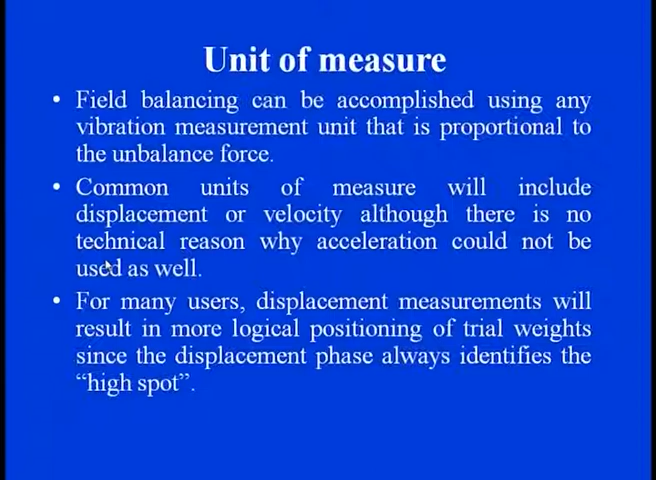 Unit of measure
• Field balancing can be accomplished using any
vibration measurement unit that is proportional to
the unbalance force.
• Common units of measure will include
displacement or velocity although there is no
technical reason why acceleration could not be
used as well.
• For many users, displacement measurements will
result in more logical positioning of trial weights
since the displacement phase always identifies the
“high spot”.